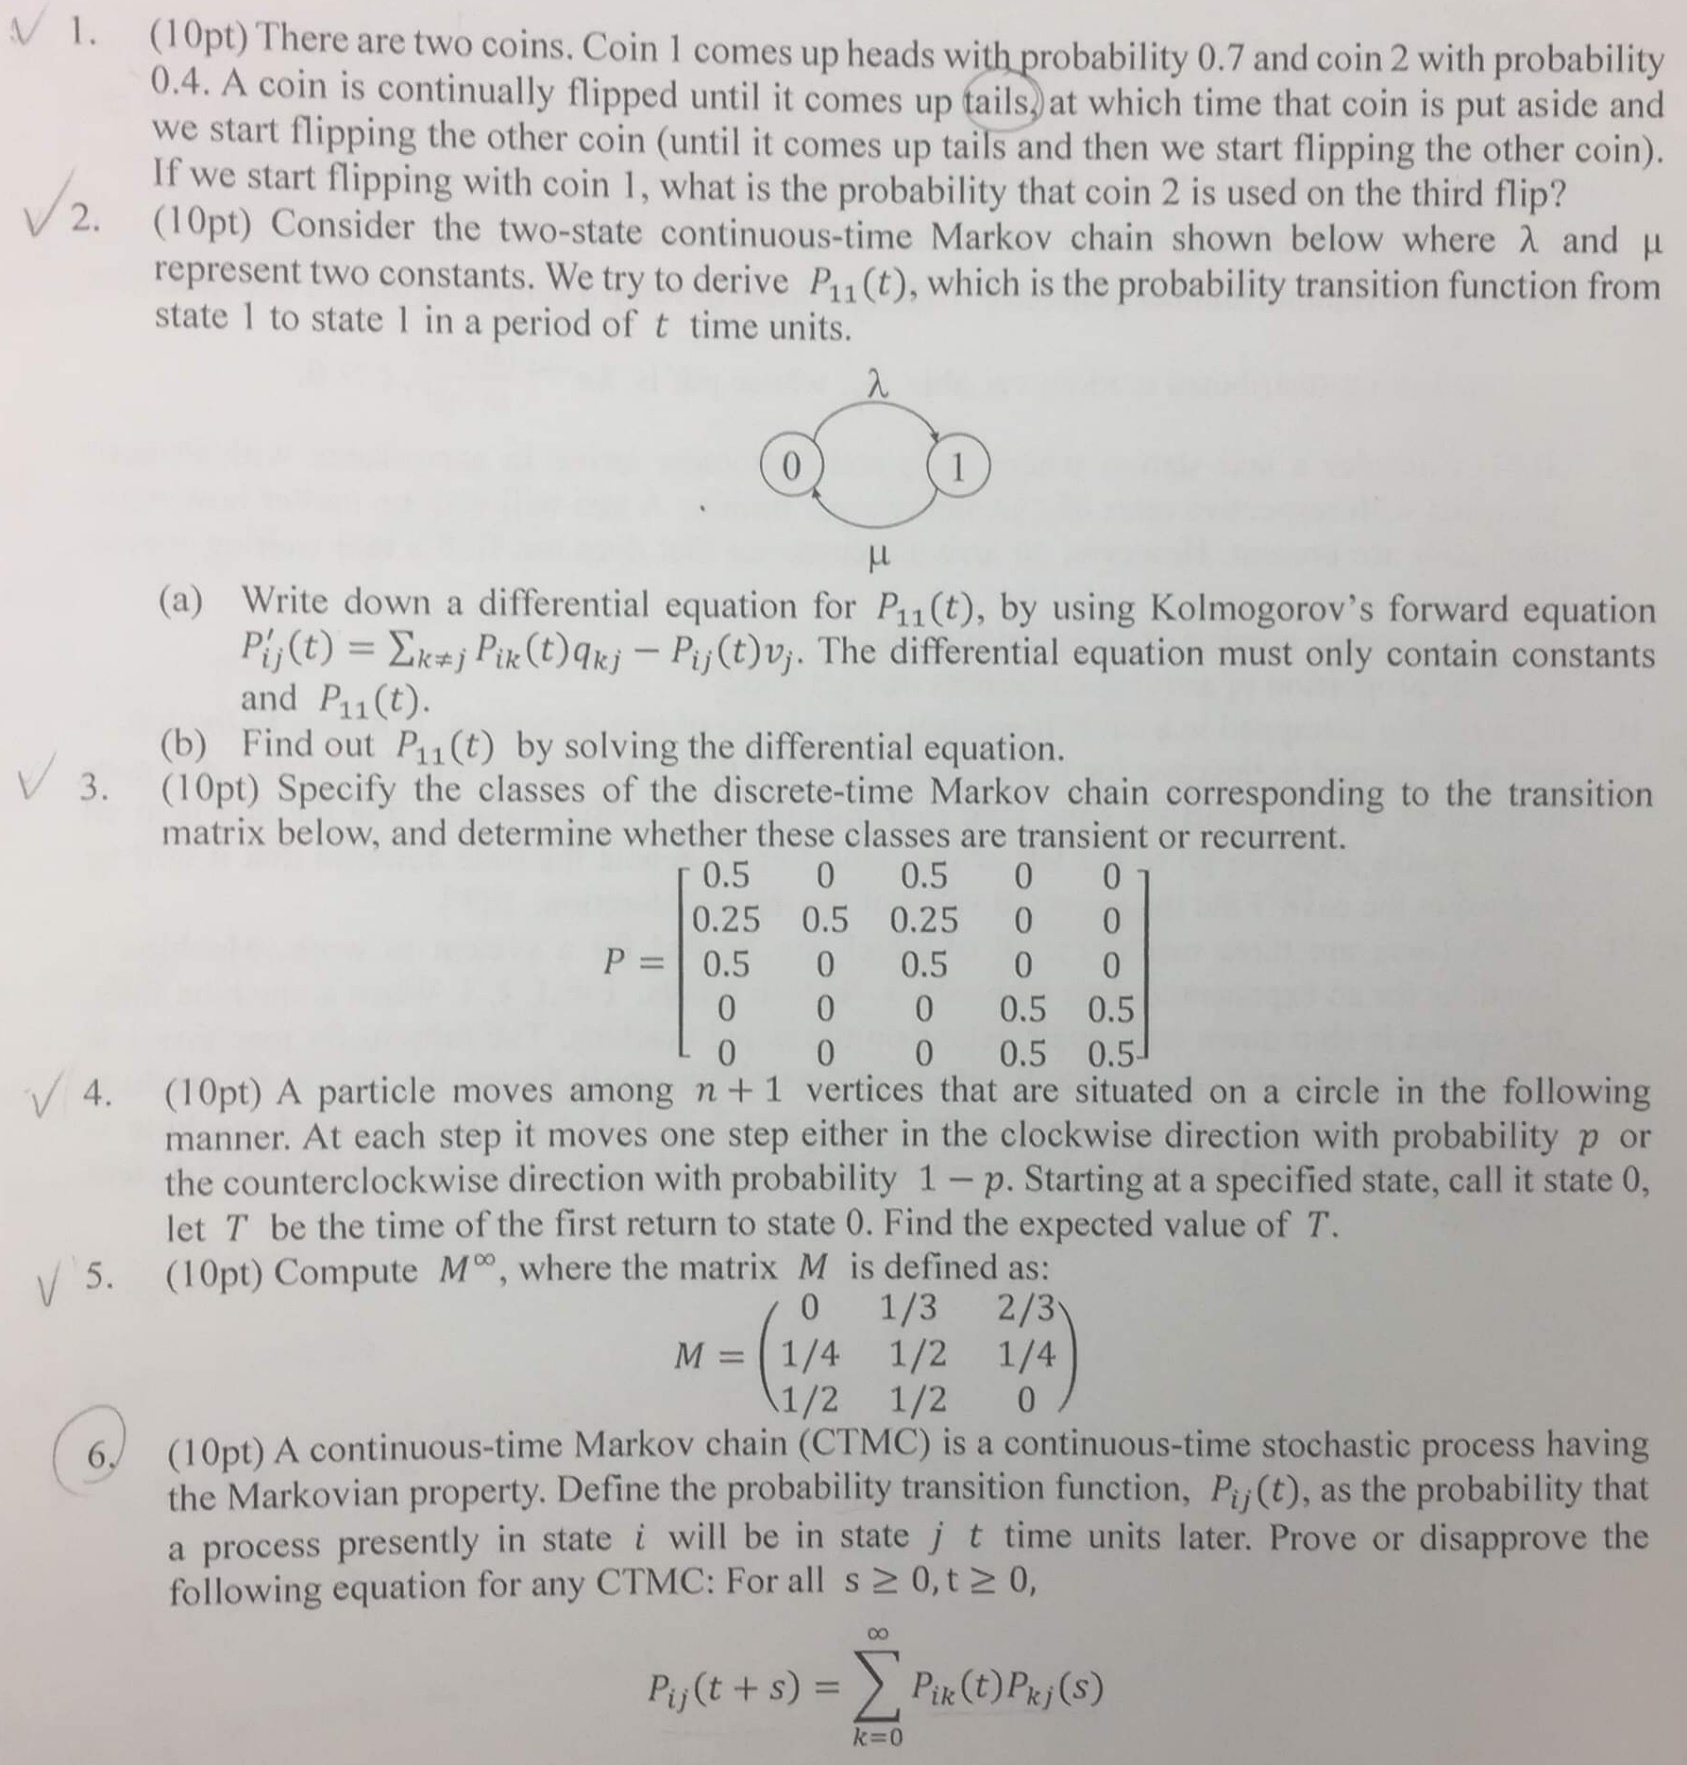 1. (10pt) There are two coins. Coin 1 comes up heads with probability 0.7 and coin 2 with probability
0.4. A coin is continually flipped until it comes up tails, at which time that coin is put aside and
we start flipping the other coin (until it comes up tails and then we start flipping the other coin).
If we start flipping with coin 1, what is the probability that coin 2 is used on the third flip?
2. (10pt) Consider the two-state continuous-time Markov chain shown below where λ and μ
represent two constants. We try to derive P₁₁(t), which is the probability transition function from
state 1 to state 1 in a period of t time units.
λ
0 1
μ
(a) Write down a differential equation for P₁₁(t), by using Kolmogorov's forward equation
P′ᵢⱼ(t) = Σₖ≠ⱼ Pᵢₖ(t)qₖⱼ − Pᵢⱼ(t)vⱼ. The differential equation must only contain constants
and P₁₁(t).
(b) Find out P₁₁(t) by solving the differential equation.
3. (10pt) Specify the classes of the discrete-time Markov chain corresponding to the transition
matrix below, and determine whether these classes are transient or recurrent.
0.5 0 0.5 0 0
0.25 0.5 0.25 0 0
P = 0.5 0 0.5 0 0
0 0 0 0.5 0.5
0 0 0 0.5 0.5
4. (10pt) A particle moves among n + 1 vertices that are situated on a circle in the following
manner. At each step it moves one step either in the clockwise direction with probability p or
the counterclockwise direction with probability 1 − p. Starting at a specified state, call it state 0,
let T be the time of the first return to state 0. Find the expected value of T.
5. (10pt) Compute M^∞, where the matrix M is defined as:
0 1/3 2/3
M = 1/4 1/2 1/4
1/2 1/2 0
6. (10pt) A continuous-time Markov chain (CTMC) is a continuous-time stochastic process having
the Markovian property. Define the probability transition function, Pᵢⱼ(t), as the probability that
a process presently in state i will be in state j t time units later. Prove or disapprove the
following equation for any CTMC: For all s ≥ 0, t ≥ 0,
∞
Pᵢⱼ(t + s) = Σ Pᵢₖ(t)Pₖⱼ(s)
k=0